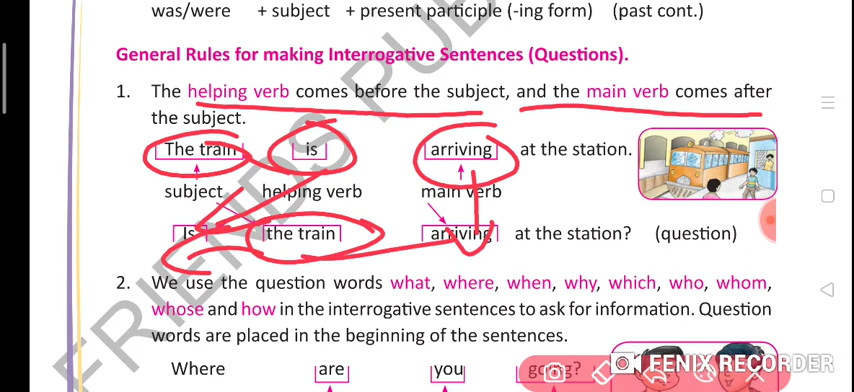 was/were + subject + present participle (-ing form) (past cont.)
General Rules for making Interrogative Sentences (Questions).
1. The helping verb comes before the subject, and the main verb comes after
the subject.
The train is arriving at the station.
subject helping verb main verb
Is the train arriving at the station? (question)
2. We use the question words what, where, when, why, which, who, whom,
whose and how in the interrogative sentences to ask for information. Question
words are placed in the beginning of the sentences.
Where are you going?
FENIX RECORDER
FRIENDS PUB